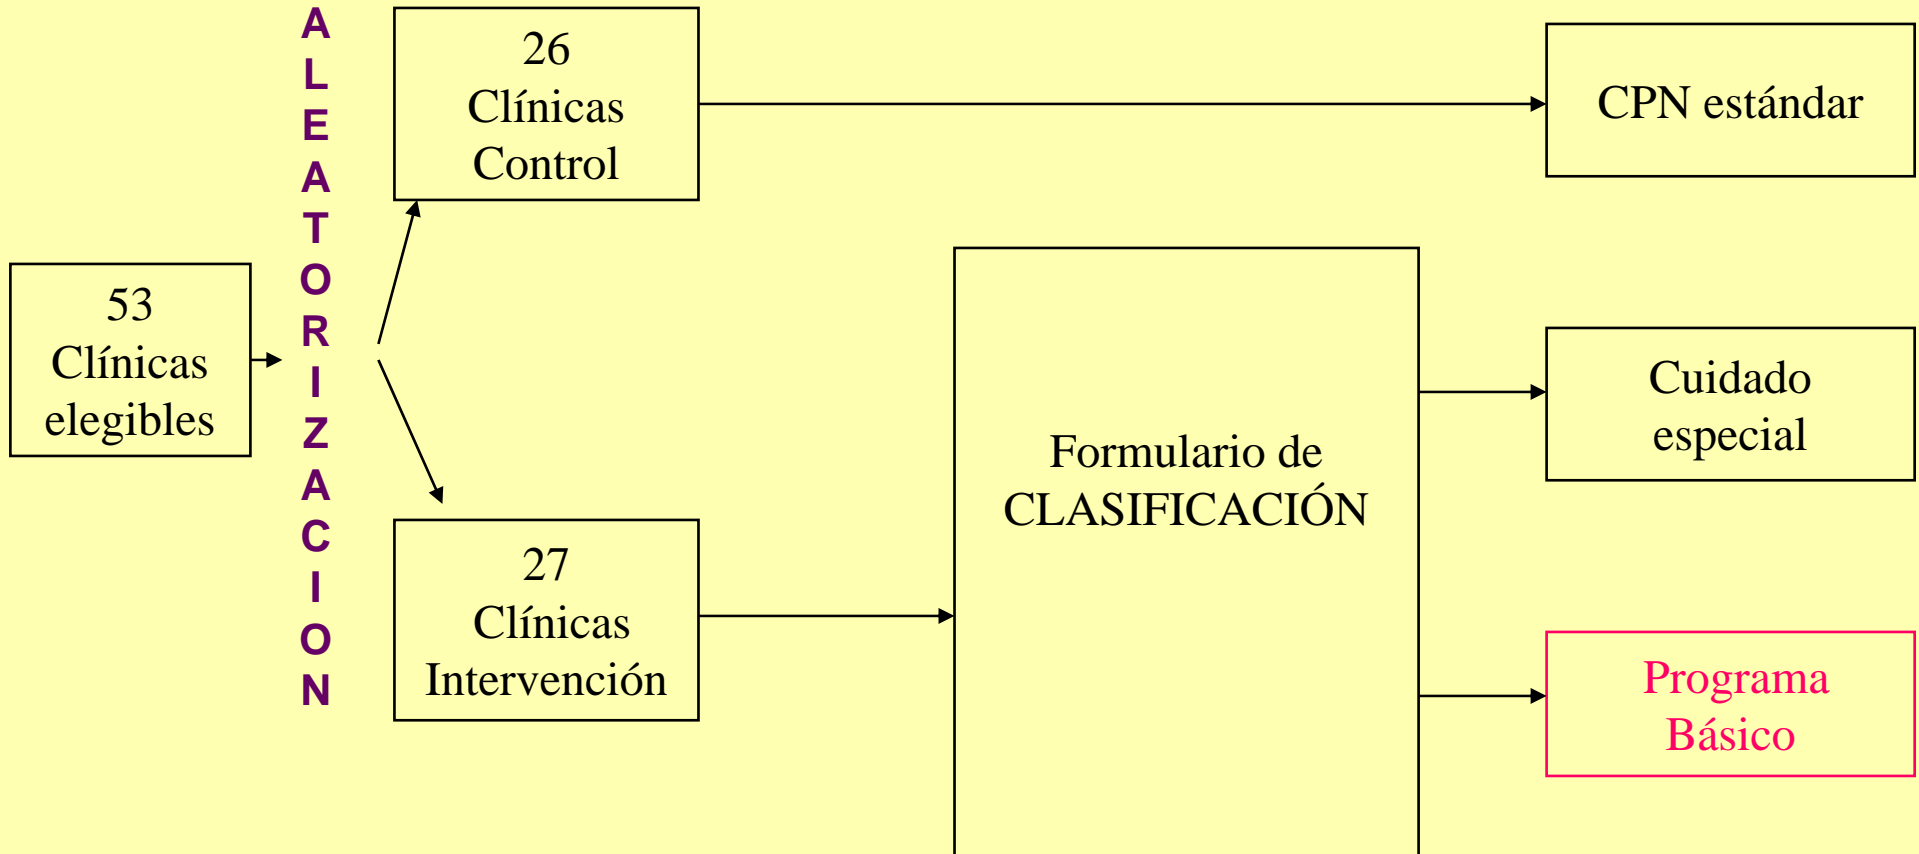 53
Clínicas
elegibles
A
L
E
A
T
O
R
I
Z
A
C
I
O
N
26
Clínicas
Control
CPN estándar
27
Clínicas
Intervención
Formulario de
CLASIFICACIÓN
Cuidado
especial
Programa
Básico